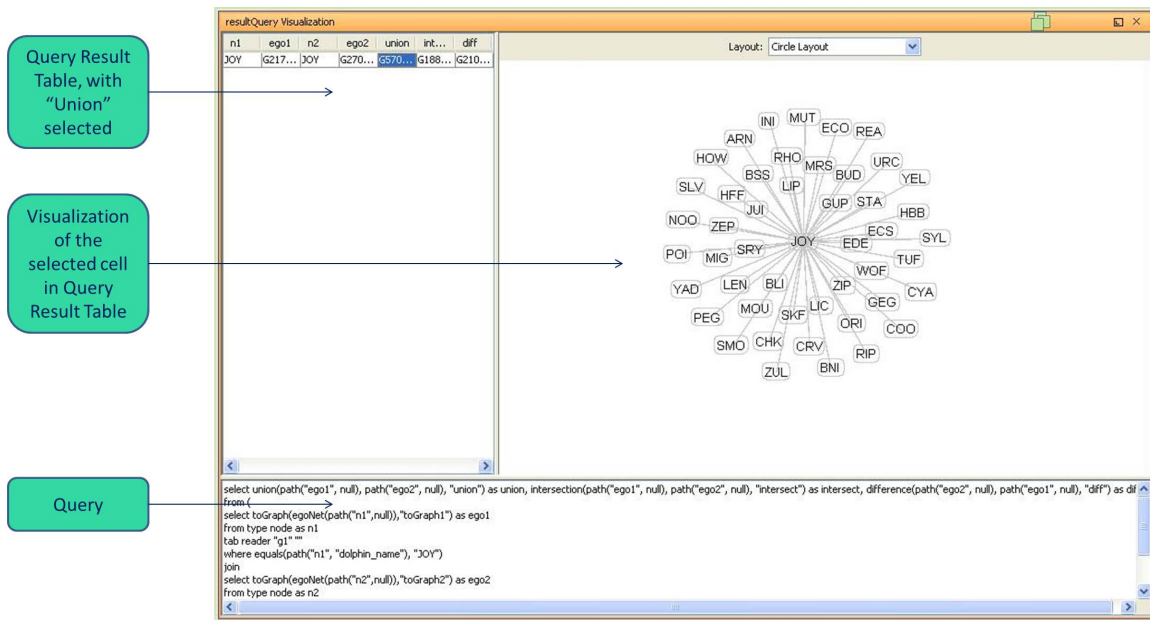 resultQuery Visualization
Query Result
Table, with
“Union”
selected
n1 ego1 n2 ego2 union int... diff
JOY G217... JOY G270... G570... G188... G210...
Layout: Circle Layout
INI MUT ECO REA
ARN
HOW RHO MRS BUD URC
BSS LIP YEL
SLV HFF JUI GUP STA
HBB
NOO ZEP ECS SYL
JOY EDE
POI MIG SRY TUF
WOF
YAD LEN BLI ZIP CYA
GEG
PEG MOU SKF LIC ORI COO
SMO CHK CRV RIP
ZUL BNI
Visualization
of the
selected cell
in Query
Result Table
Query
select union(path("ego1", null), path("ego2", null), "union") as union, intersection(path("ego1", null), path("ego2", null), "intersect") as intersect, difference(path("ego2", null), path("ego1", null), "diff") as dif
from (
select toGraph(egoNet(path("n1",null)),"toGraph1") as ego1
from type node as n1
tab reader "g1" ""
where equals(path("n1", "dolphin_name"), "JOY")
join
select toGraph(egoNet(path("n2",null)),"toGraph2") as ego2
from type node as n2